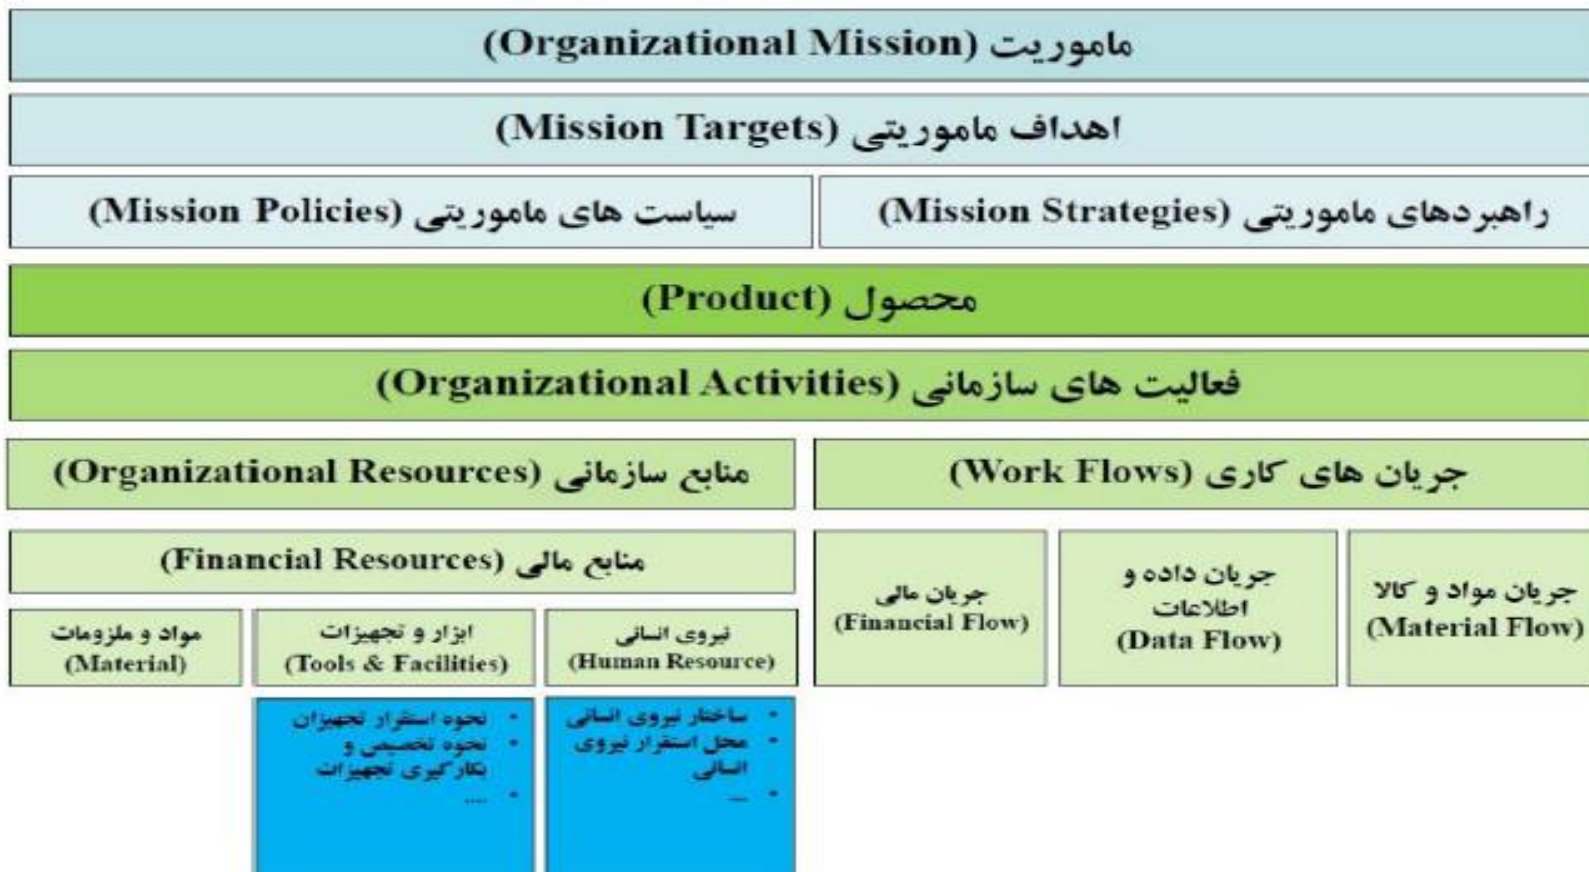 ماموریت (Organizational Mission)
اهداف ماموریتی (Mission Targets)
راهبردهای ماموریتی (Mission Strategies)
سیاست های ماموریتی (Mission Policies)
محصول (Product)
فعالیت های سازمانی (Organizational Activities)
جریان های کاری (Work Flows)
منابع سازمانی (Organizational Resources)
جریان مواد و کالا
(Material Flow)
جریان داده و
اطلاعات
(Data Flow)
جریان مالی
(Financial Flow)
منابع مالی (Financial Resources)
نیروی انسانی
(Human Resource)
ابزار و تجهیزات
(Tools & Facilities)
مواد و ملزومات
(Material)
• ساختار نیروی انسانی
• محل استقرار نیروی
انسانی
• ...
• نحوه استقرار تجهیزان
• نحوه تخصیص و
بکارگیری تجهیزات
• ....